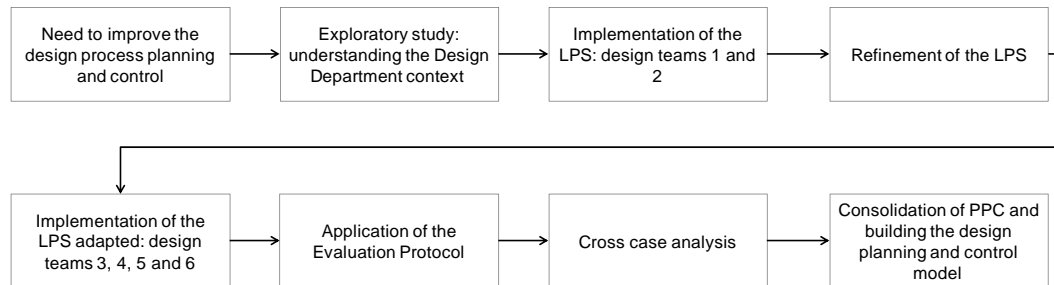 Need to improve the
design process planning
and control
Exploratory study:
understanding the Design
Department context
Implementation of the
LPS: design teams 1 and
2
Refinement of the LPS
Implementation of the
LPS adapted: design
teams 3, 4, 5 and 6
Application of the
Evaluation Protocol
Cross case analysis
Consolidation of PPC and
building the design
planning and control
model